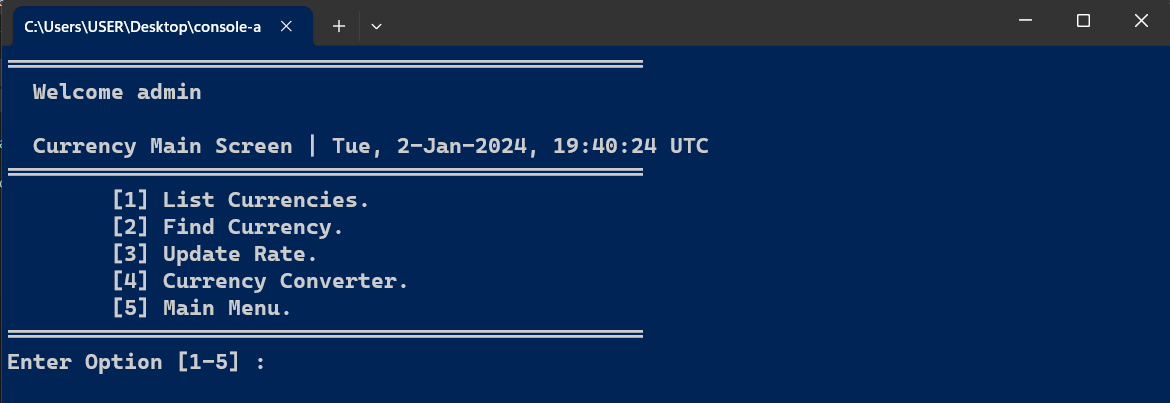 C:\Users\USER\Desktop\console-a
Welcome admin
Currency Main Screen | Tue, 2-Jan-2024, 19:40:24 UTC
[1] List Currencies.
[2] Find Currency.
[3] Update Rate.
[4] Currency Converter.
[5] Main Menu.
Enter Option [1-5] :